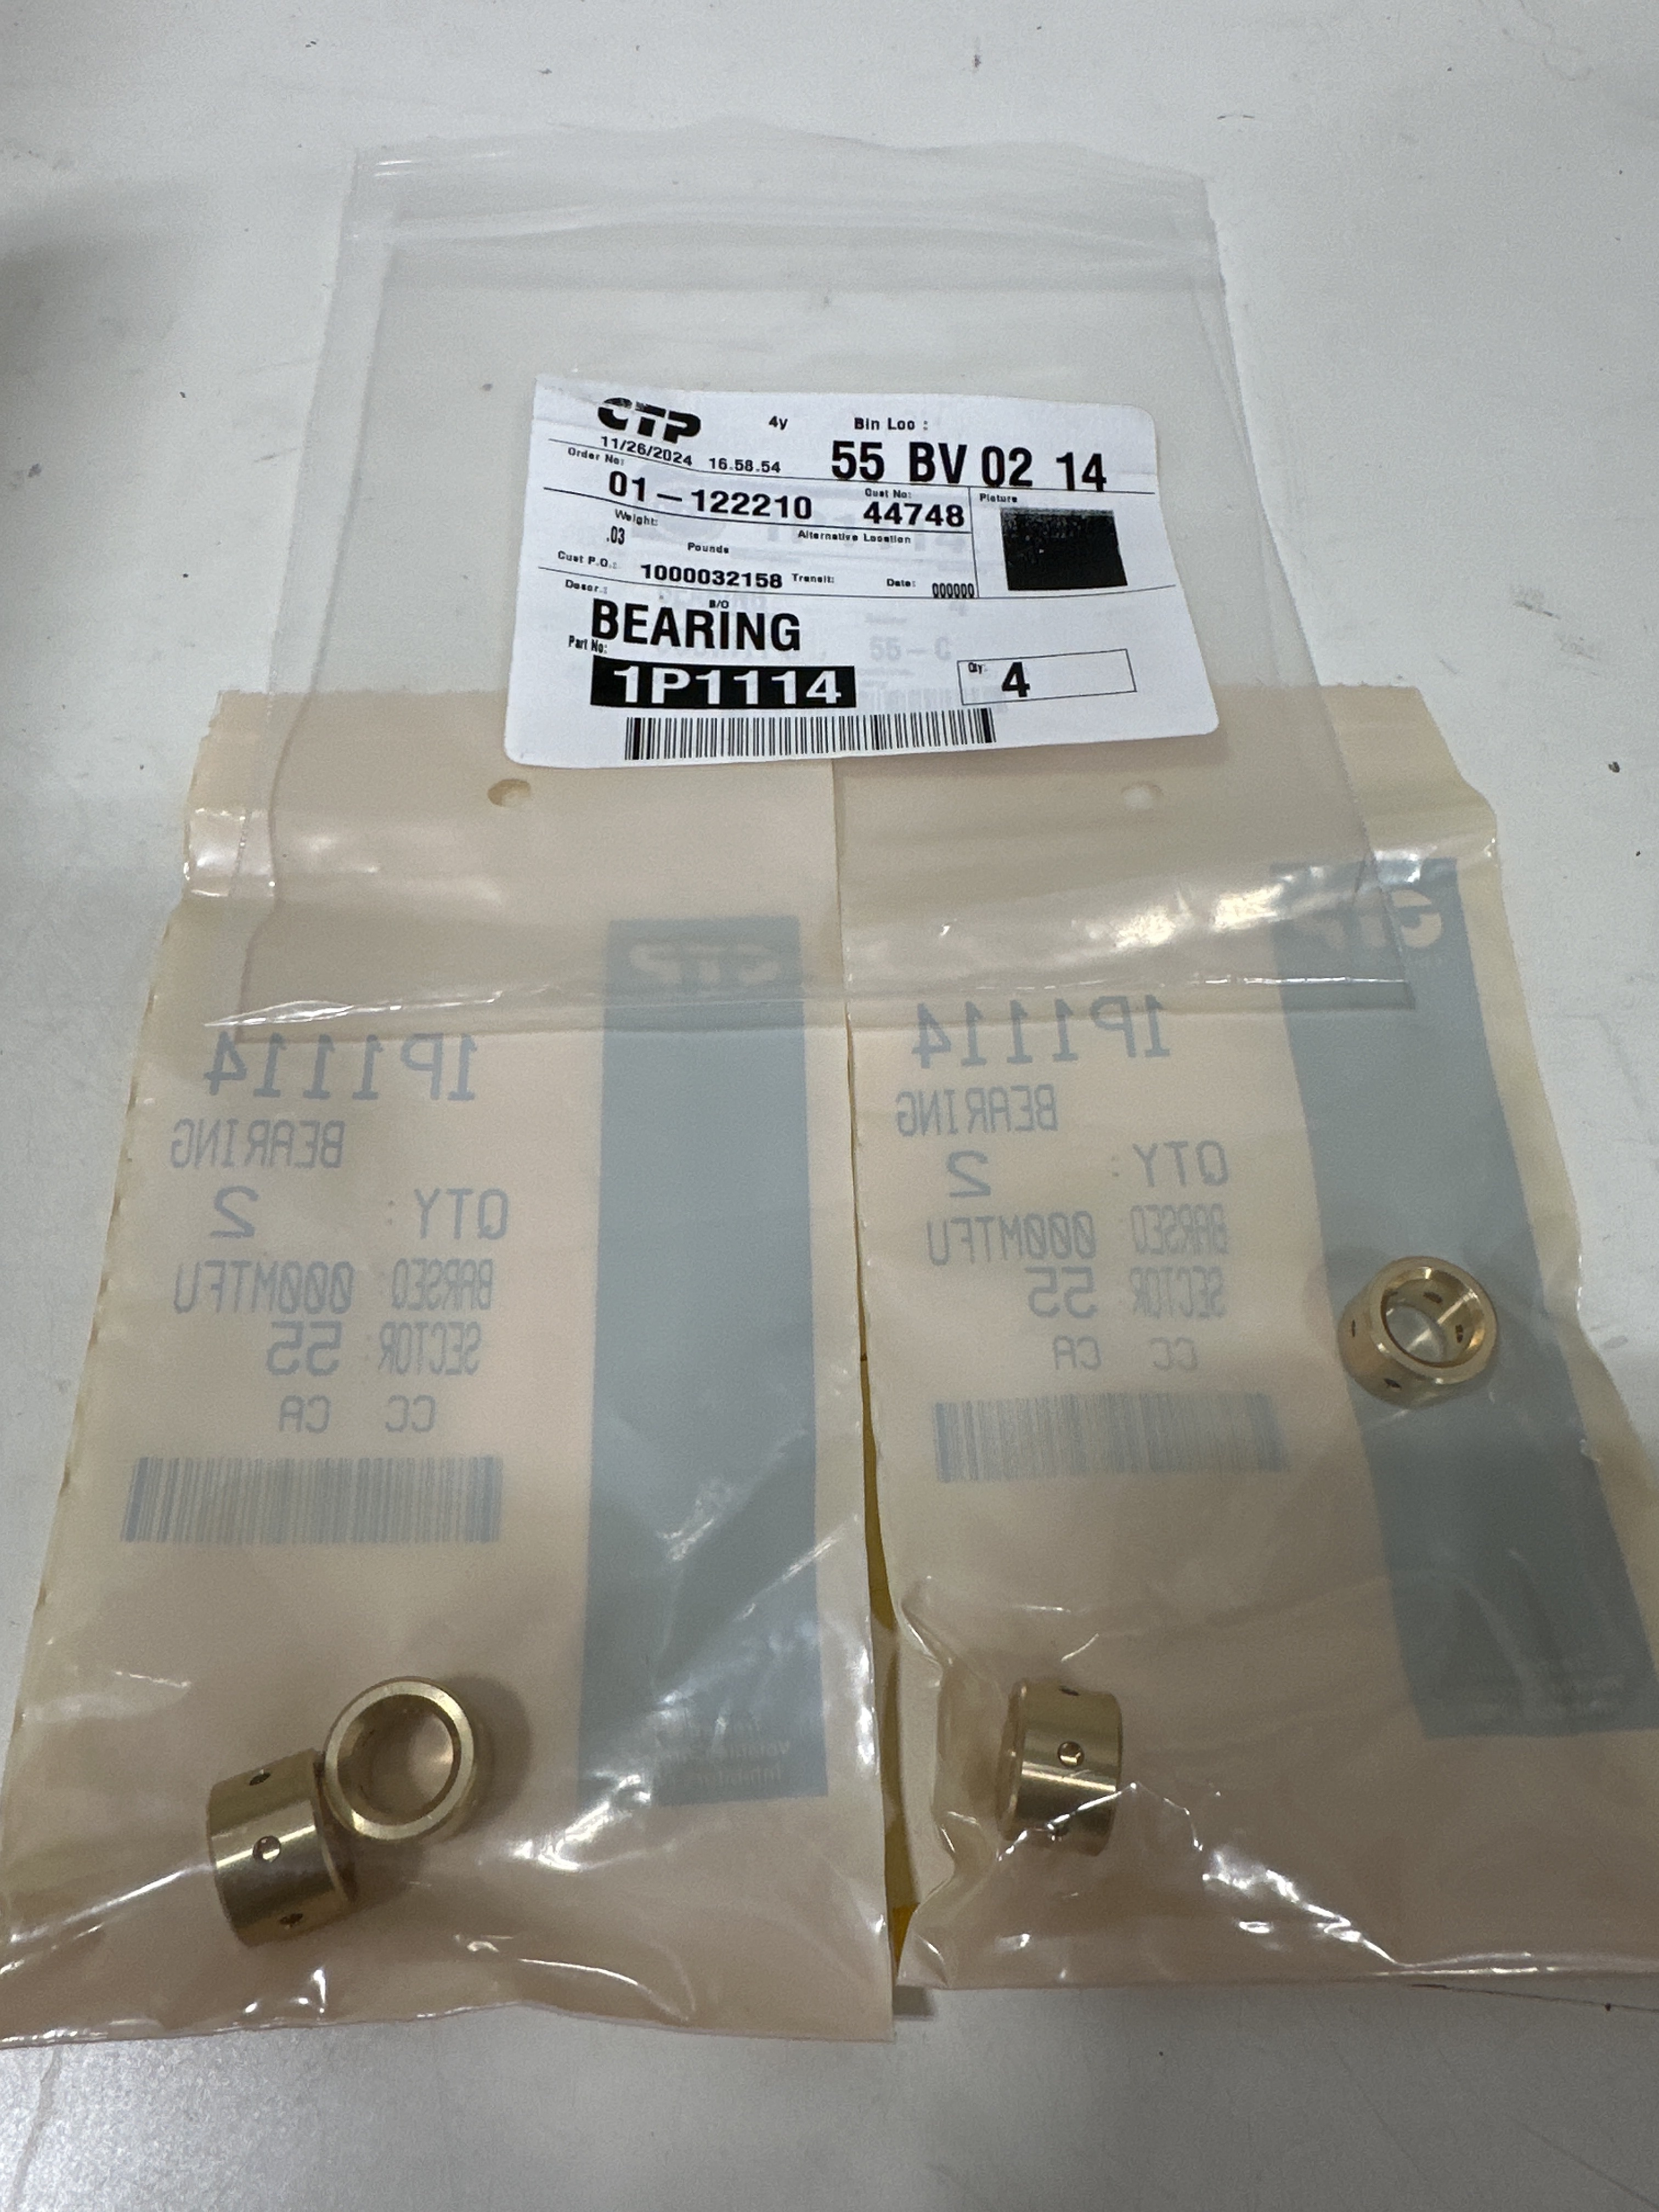 CTP
4y
Bin Loo :
11/26/2024 16.58.54
55 BV 02 14
Order No:
01-122210
Cust No:
44748
Picture
Weight:
.03
Pounds
Alternative Location
Cust P.O.:
1000032158
Transit:
Date:
000000
Descr.:
B/O
BEARING
Part No:
1P1114
Qty:
4
55-C
CTP
1P1114
BEARING
QTY: 2
BARSEQ: 000MTFU
SECTOR: 55
CC CA
CTP
1P1114
BEARING
QTY: 2
BARSEQ: 000MTFU
SECTOR: 55
CC CA